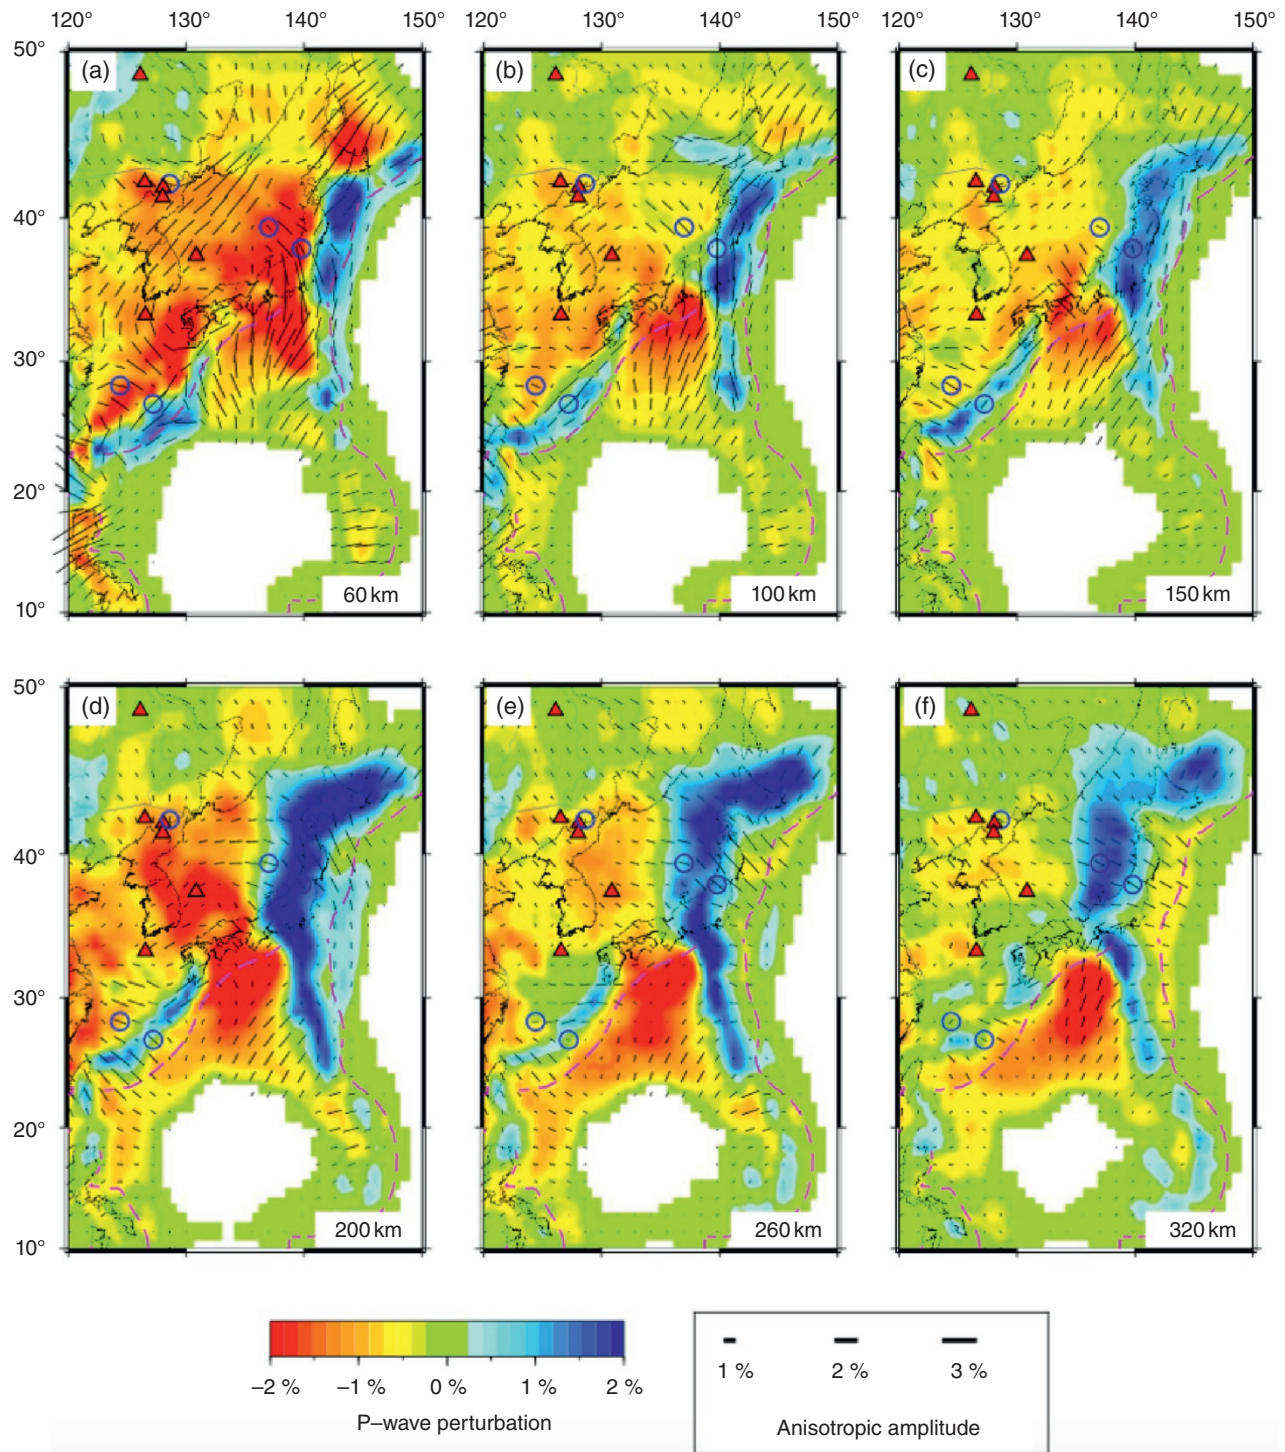 120° 130° 140° 150° 120° 130° 140° 150° 120° 130° 140° 150°
50°
(a) (b) (c)
40°
30°
20°
10°
60 km 100 km 150 km
50°
(d) (e) (f)
40°
30°
20°
10°
200 km 260 km 320 km
–2 % –1 % 0 % 1 % 2 %
P–wave perturbation
1 % 2 % 3 %
Anisotropic amplitude